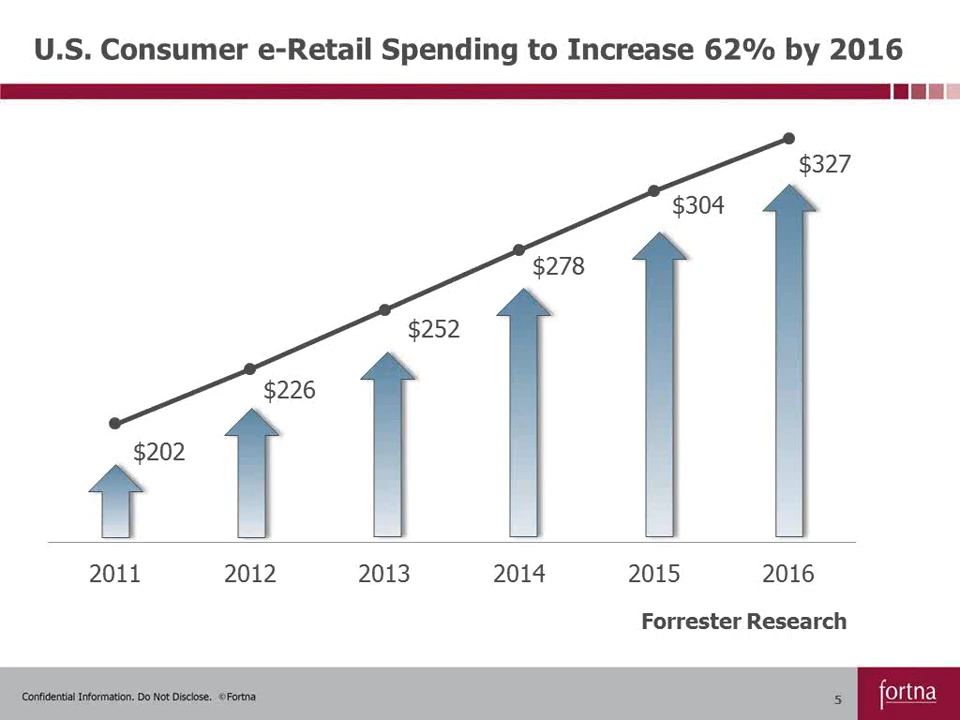 U.S. Consumer e-Retail Spending to Increase 62% by 2016
$327
$304
$278
$252
$226
$202
2011 2012 2013 2014 2015 2016
Forrester Research
Confidential Information. Do Not Disclose. ©Fortna
5
fortna